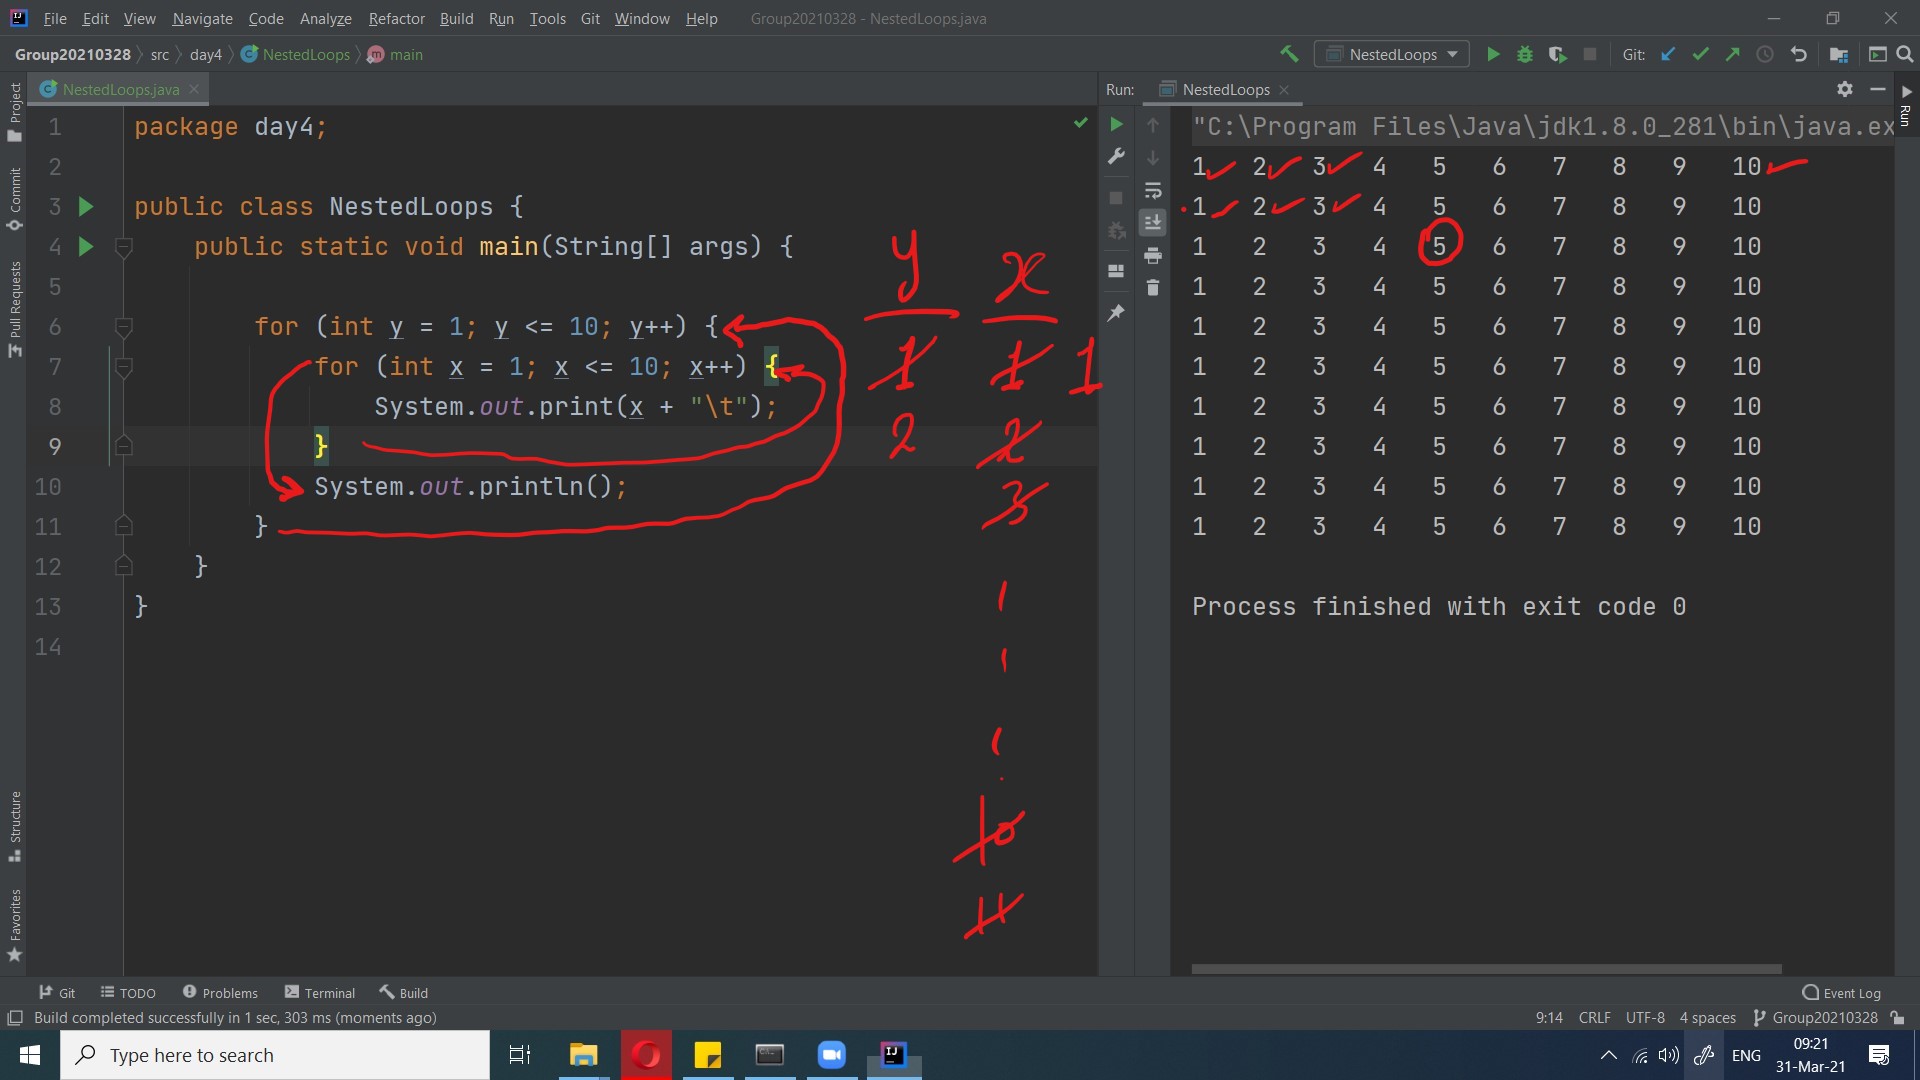 File Edit View Navigate Code Analyze Refactor Build Run Tools Git Window Help Group20210328 - NestedLoops.java
Group20210328 src day4 NestedLoops main NestedLoops Git:
NestedLoops.java
Run: NestedLoops
Project
Commit
Pull Requests
Structure
Favorites
Run
1 package day4;
2
3 public class NestedLoops {
4 public static void main(String[] args) {
5
6 for (int y = 1; y <= 10; y++) {
7 for (int x = 1; x <= 10; x++) {
8 System.out.print(x + "\t");
9 }
10 System.out.println();
11 }
12 }
13 }
14
y x
1 1 1
2 2
3
10
11
"C:\Program Files\Java\jdk1.8.0_281\bin\java.ex
1 2 3 4 5 6 7 8 9 10
1 2 3 4 5 6 7 8 9 10
1 2 3 4 5 6 7 8 9 10
1 2 3 4 5 6 7 8 9 10
1 2 3 4 5 6 7 8 9 10
1 2 3 4 5 6 7 8 9 10
1 2 3 4 5 6 7 8 9 10
1 2 3 4 5 6 7 8 9 10
1 2 3 4 5 6 7 8 9 10
1 2 3 4 5 6 7 8 9 10
Process finished with exit code 0
Git TODO Problems Terminal Build Event Log
Build completed successfully in 1 sec, 303 ms (moments ago) 9:14 CRLF UTF-8 4 spaces Group20210328
Type here to search
ENG
09:21
31-Mar-21